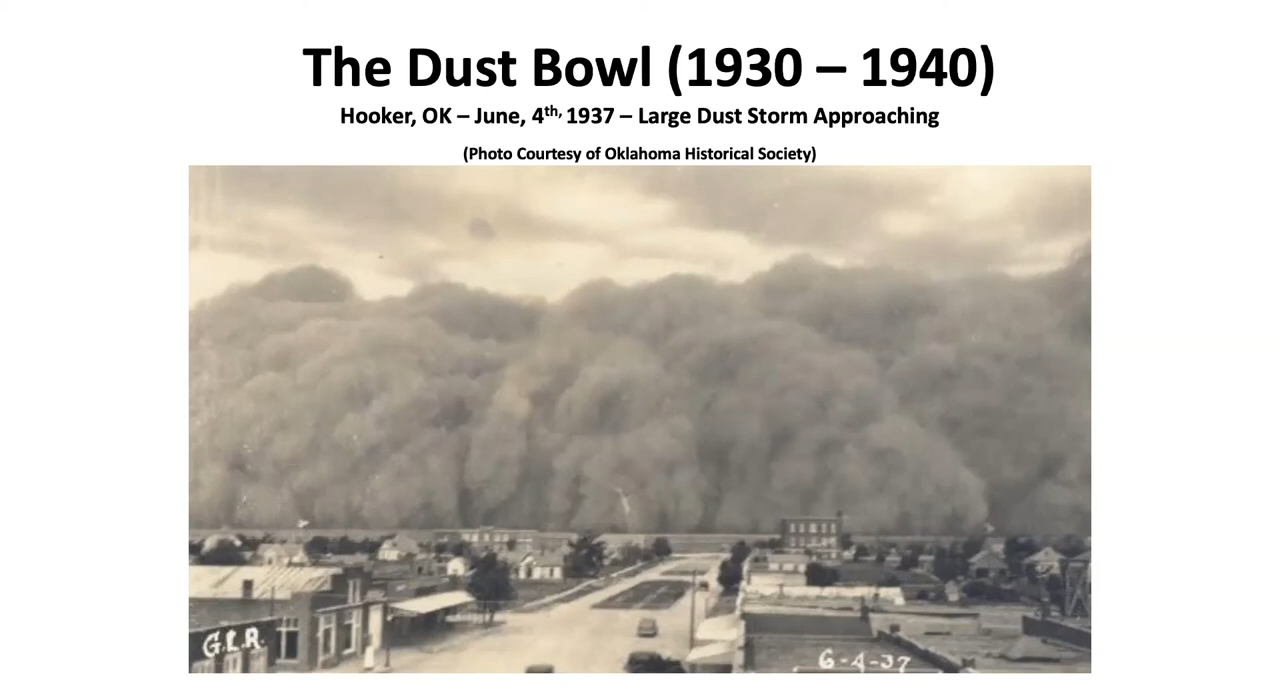 The Dust Bowl (1930 – 1940)
Hooker, OK – June, 4th, 1937 – Large Dust Storm Approaching
(Photo Courtesy of Oklahoma Historical Society)
G.L.R.
6-4-37